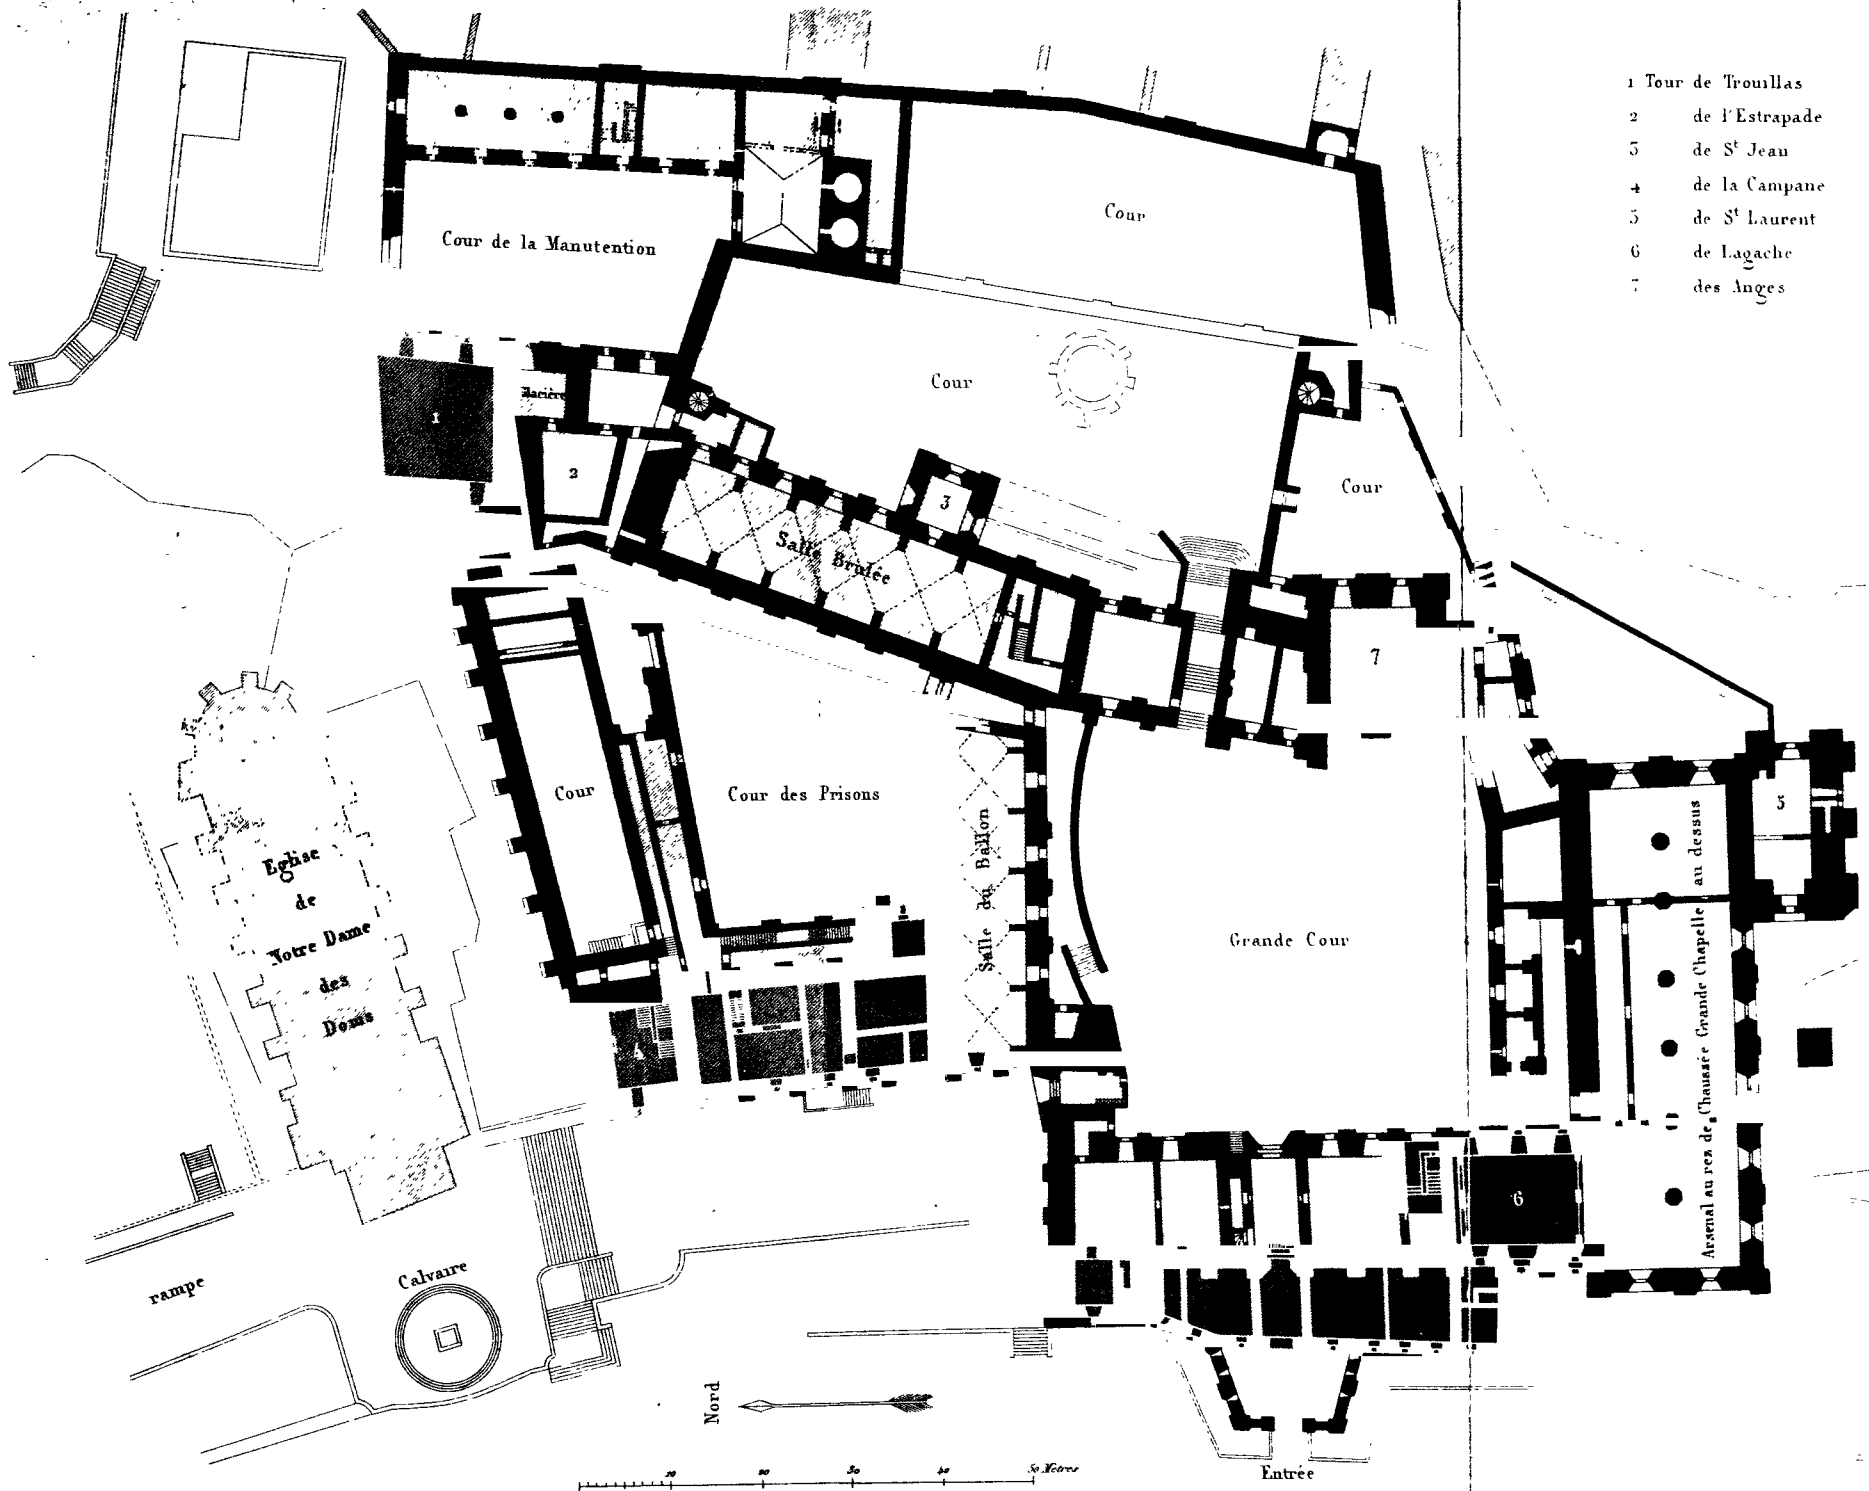 1 Tour de Trouillas
2 de l'Estrapade
3 de St Jean
4 de la Campane
5 de St Laurent
6 de Lagache
7 des Anges
Cour
Cour de la Manutention
Cour
Glacière
1
2
3
Cour
Salle Brulée
7
Cour
Cour des Prisons
Salle du Ballon
5
Eglise
de
Notre Dame
des
Doms
Grande Cour
Arsenal au rez de Chaussée Grande Chapelle au dessus
4
6
rampe
Calvaire
Nord
Entrée
10 20 30 40 50 Mètres